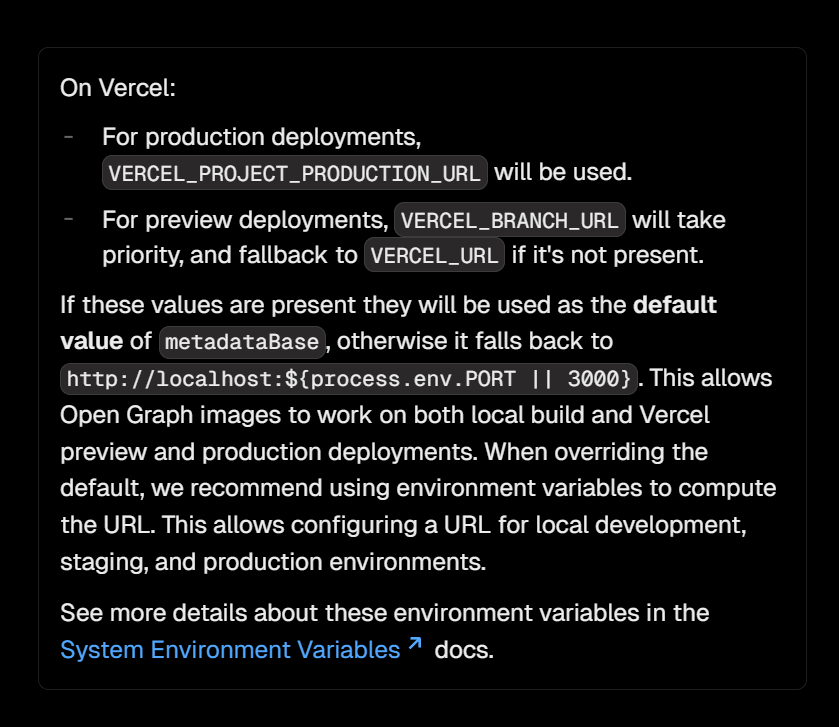 On Vercel:
- For production deployments,
VERCEL_PROJECT_PRODUCTION_URL will be used.
- For preview deployments, VERCEL_BRANCH_URL will take
priority, and fallback to VERCEL_URL if it's not present.
If these values are present they will be used as the default
value of metadataBase, otherwise it falls back to
http://localhost:${process.env.PORT || 3000}. This allows
Open Graph images to work on both local build and Vercel
preview and production deployments. When overriding the
default, we recommend using environment variables to compute
the URL. This allows configuring a URL for local development,
staging, and production environments.
See more details about these environment variables in the
System Environment Variables ↗ docs.